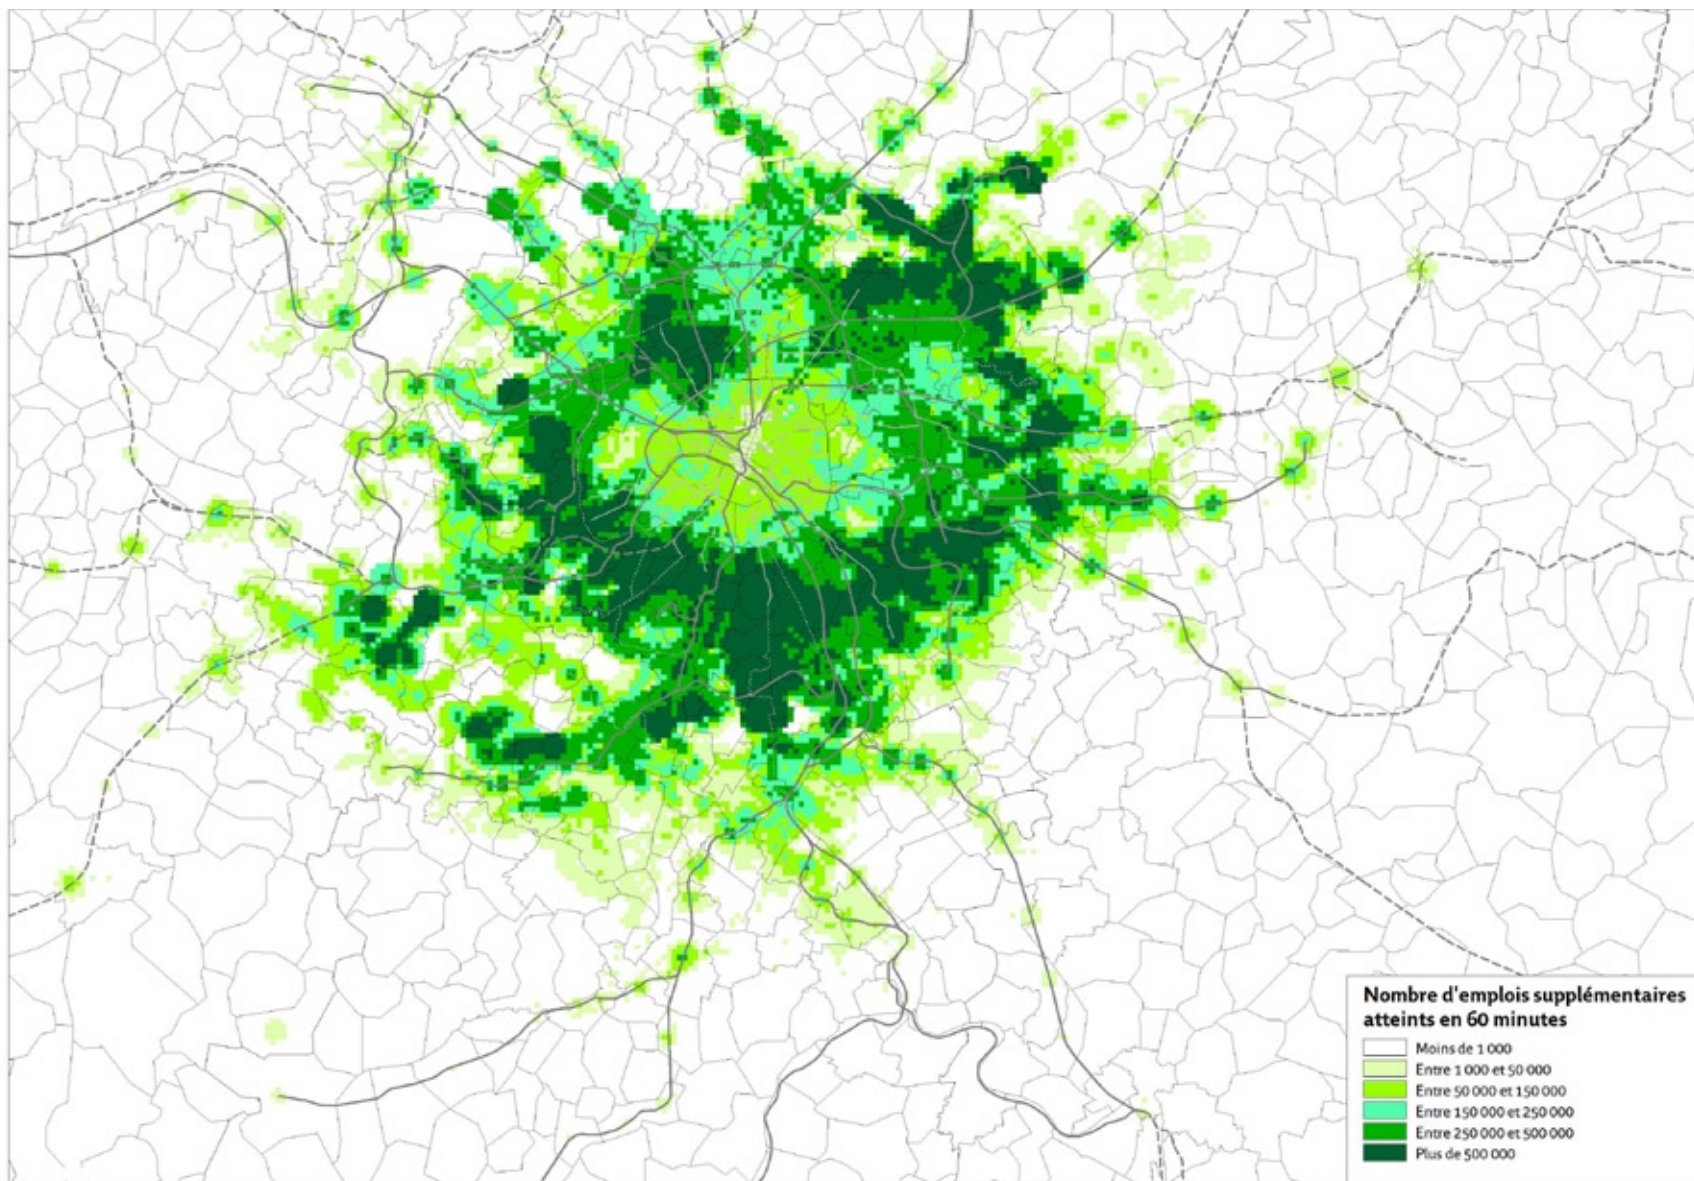 Nombre d'emplois supplémentaires
atteints en 60 minutes
Moins de 1 000
Entre 1 000 et 50 000
Entre 50 000 et 150 000
Entre 150 000 et 250 000
Entre 250 000 et 500 000
Plus de 500 000